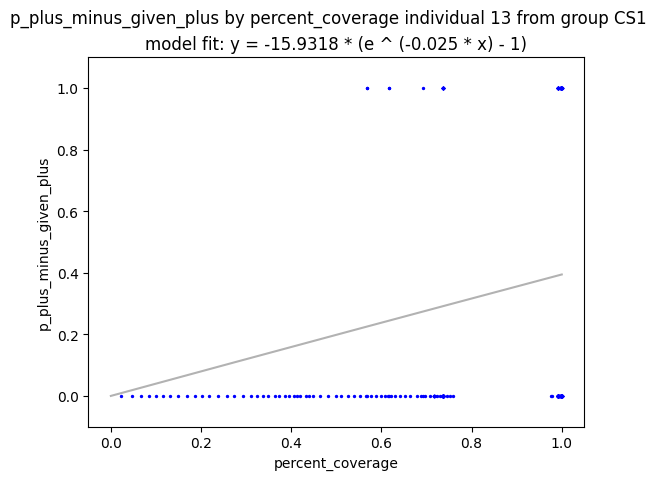 p_plus_minus_given_plus by percent_coverage individual 13 from group CS1
model fit: y = -15.9318 * (e ^ (-0.025 * x) - 1)
1.0
0.8
0.6
0.4
0.2
0.0
p_plus_minus_given_plus
0.0 0.2 0.4 0.6 0.8 1.0
percent_coverage